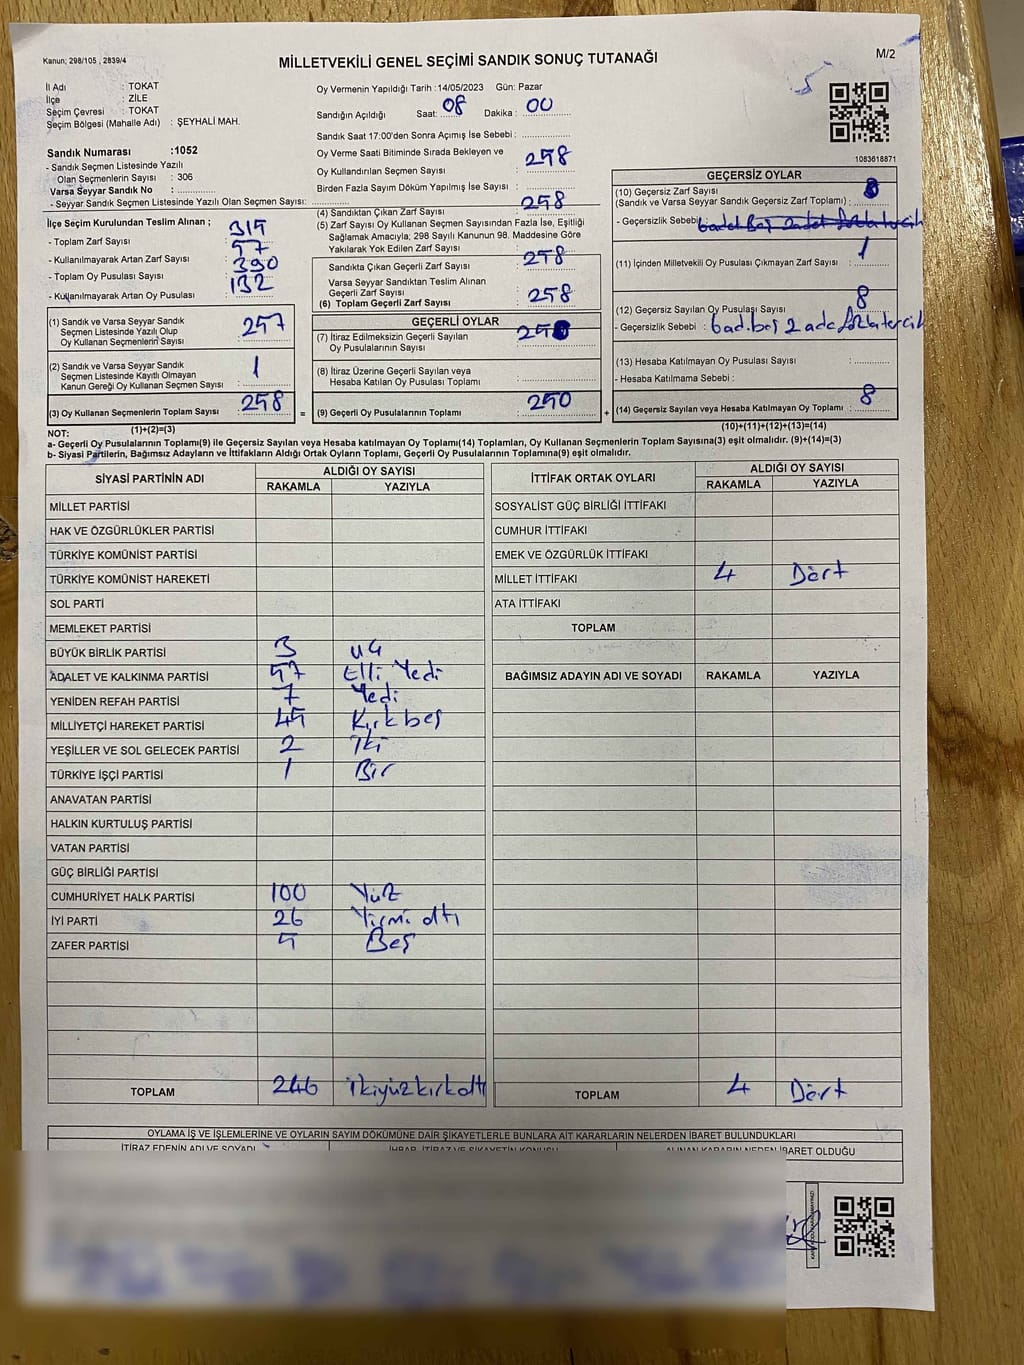 Kanun; 298/105 , 2839/4
MİLLETVEKİLİ GENEL SEÇİMİ SANDIK SONUÇ TUTANAĞI
M/2
İl Adı : TOKAT
İlçe : ZİLE
Seçim Çevresi : TOKAT
Seçim Bölgesi (Mahalle Adı) : ŞEYHALİ MAH.
Sandık Numarası :1052
- Sandık Seçmen Listesinde Yazılı
Olan Seçmenlerin Sayısı : 306
Varsa Seyyar Sandık No :
- Seyyar Sandık Seçmen Listesinde Yazılı Olan Seçmen Sayısı:
Oy Vermenin Yapıldığı Tarih :14/05/2023 Gün: Pazar
Sandığın Açıldığı Saat: 08 Dakika : 00
Sandık Saat 17:00'den Sonra Açımış İse Sebebi :
Oy Verme Saati Bitiminde Sırada Bekleyen ve
Oy Kullandırılan Seçmen Sayısı : 258
Birden Fazla Sayım Döküm Yapılmış İse Sayısı :
1083618871
İlçe Seçim Kurulundan Teslim Alınan ;
- Toplam Zarf Sayısı : 315
- Kullanılmayarak Artan Zarf Sayısı : 57
- Toplam Oy Pusulası Sayısı : 390
- Kullanılmayarak Artan Oy Pusulası : 132
(1) Sandık ve Varsa Seyyar Sandık
Seçmen Listesinde Yazılı Olup
Oy Kullanan Seçmenlerin Sayısı : 257
(2) Sandık ve Varsa Seyyar Sandık
Seçmen Listesinde Kayıtlı Olmayan
Kanun Gereği Oy Kullanan Seçmen Sayısı : 1
(3) Oy Kullanan Seçmenlerin Toplam Sayısı : 258
(1)+(2)=(3)
(4) Sandıktan Çıkan Zarf Sayısı : 258
(5) Zarf Sayısı Oy Kullanan Seçmen Sayısından Fazla İse, Eşitliği
Sağlamak Amacıyla; 298 Sayılı Kanunun 98. Maddesine Göre
Yakılarak Yok Edilen Zarf Sayısı :
Sandıkta Çıkan Geçerli Zarf Sayısı : 258
Varsa Seyyar Sandıktan Teslim Alınan
Geçerli Zarf Sayısı :
(6) Toplam Geçerli Zarf Sayısı : 258
GEÇERLİ OYLAR
(7) İtiraz Edilmeksizin Geçerli Sayılan
Oy Pusulalarının Sayısı : 250
(8) İtiraz Üzerine Geçerli Sayılan veya
Hesaba Katılan Oy Pusulası Toplamı :
= (9) Geçerli Oy Pusulalarının Toplamı : 250
GEÇERSİZ OYLAR
(10) Geçersiz Zarf Sayısı
(Sandık ve Varsa Seyyar Sandık Geçersiz Zarf Toplamı) :
- Geçersizlik Sebebi
(11) İçinden Milletvekili Oy Pusulası Çıkmayan Zarf Sayısı : 1
(12) Geçersiz Sayılan Oy Pusulası Sayısı : 8
- Geçersizlik Sebebi : 6 ad. boş 2 adet fazla tercih
(13) Hesaba Katılmayan Oy Pusulası Sayısı :
- Hesaba Katılmama Sebebi :
+ (14) Geçersiz Sayılan veya Hesaba Katılmayan Oy Toplamı : 8
(10)+(11)+(12)+(13)=(14)
NOT:
a- Geçerli Oy Pusulalarının Toplamı(9) ile Geçersiz Sayılan veya Hesaba katılmayan Oy Toplamı(14) Toplamları, Oy Kullanan Seçmenlerin Toplam Sayısına(3) eşit olmalıdır. (9)+(14)=(3)
b- Siyasi Partilerin, Bağımsız Adayların ve İttifakların Aldığı Ortak Oyların Toplamı, Geçerli Oy Pusulalarının Toplamına(9) eşit olmalıdır.
SİYASİ PARTİNİN ADI ALDIĞI OY SAYISI
RAKAMLA YAZIYLA
MİLLET PARTİSİ
HAK VE ÖZGÜRLÜKLER PARTİSİ
TÜRKİYE KOMÜNİST PARTİSİ
TÜRKİYE KOMÜNİST HAREKETİ
SOL PARTİ
MEMLEKET PARTİSİ
BÜYÜK BİRLİK PARTİSİ 3 üç
ADALET VE KALKINMA PARTİSİ 57 Elli Yedi
YENİDEN REFAH PARTİSİ 7 Yedi
MİLLİYETÇİ HAREKET PARTİSİ 45 Kırkbeş
YEŞİLLER VE SOL GELECEK PARTİSİ 2 İki
TÜRKİYE İŞÇİ PARTİSİ 1 Bir
ANAVATAN PARTİSİ
HALKIN KURTULUŞ PARTİSİ
VATAN PARTİSİ
GÜÇ BİRLİĞİ PARTİSİ
CUMHURİYET HALK PARTİSİ 100 Yüz
İYİ PARTİ 26 Yirmi altı
ZAFER PARTİSİ 5 Beş
TOPLAM 246 ikiyüzkırkaltı
İTTİFAK ORTAK OYLARI ALDIĞI OY SAYISI
RAKAMLA YAZIYLA
SOSYALİST GÜÇ BİRLİĞİ İTTİFAKI
CUMHUR İTTİFAKI
EMEK VE ÖZGÜRLÜK İTTİFAKI
MİLLET İTTİFAKI 4 Dört
ATA İTTİFAKI
TOPLAM
BAĞIMSIZ ADAYIN ADI VE SOYADI RAKAMLA YAZIYLA
TOPLAM 4 Dört
OYLAMA İŞ VE İŞLEMLERİNE VE OYLARIN SAYIM DÖKÜMÜNE DAİR ŞİKAYETLERLE BUNLARA AİT KARARLARIN NELERDEN İBARET BULUNDUKLARI
İTİRAZ EDENİN ADI VE SOYADI İHBAR, İTİRAZ VE ŞİKAYETİN KONUSU ALINAN KARARIN NEDEN İBARET OLDUĞU